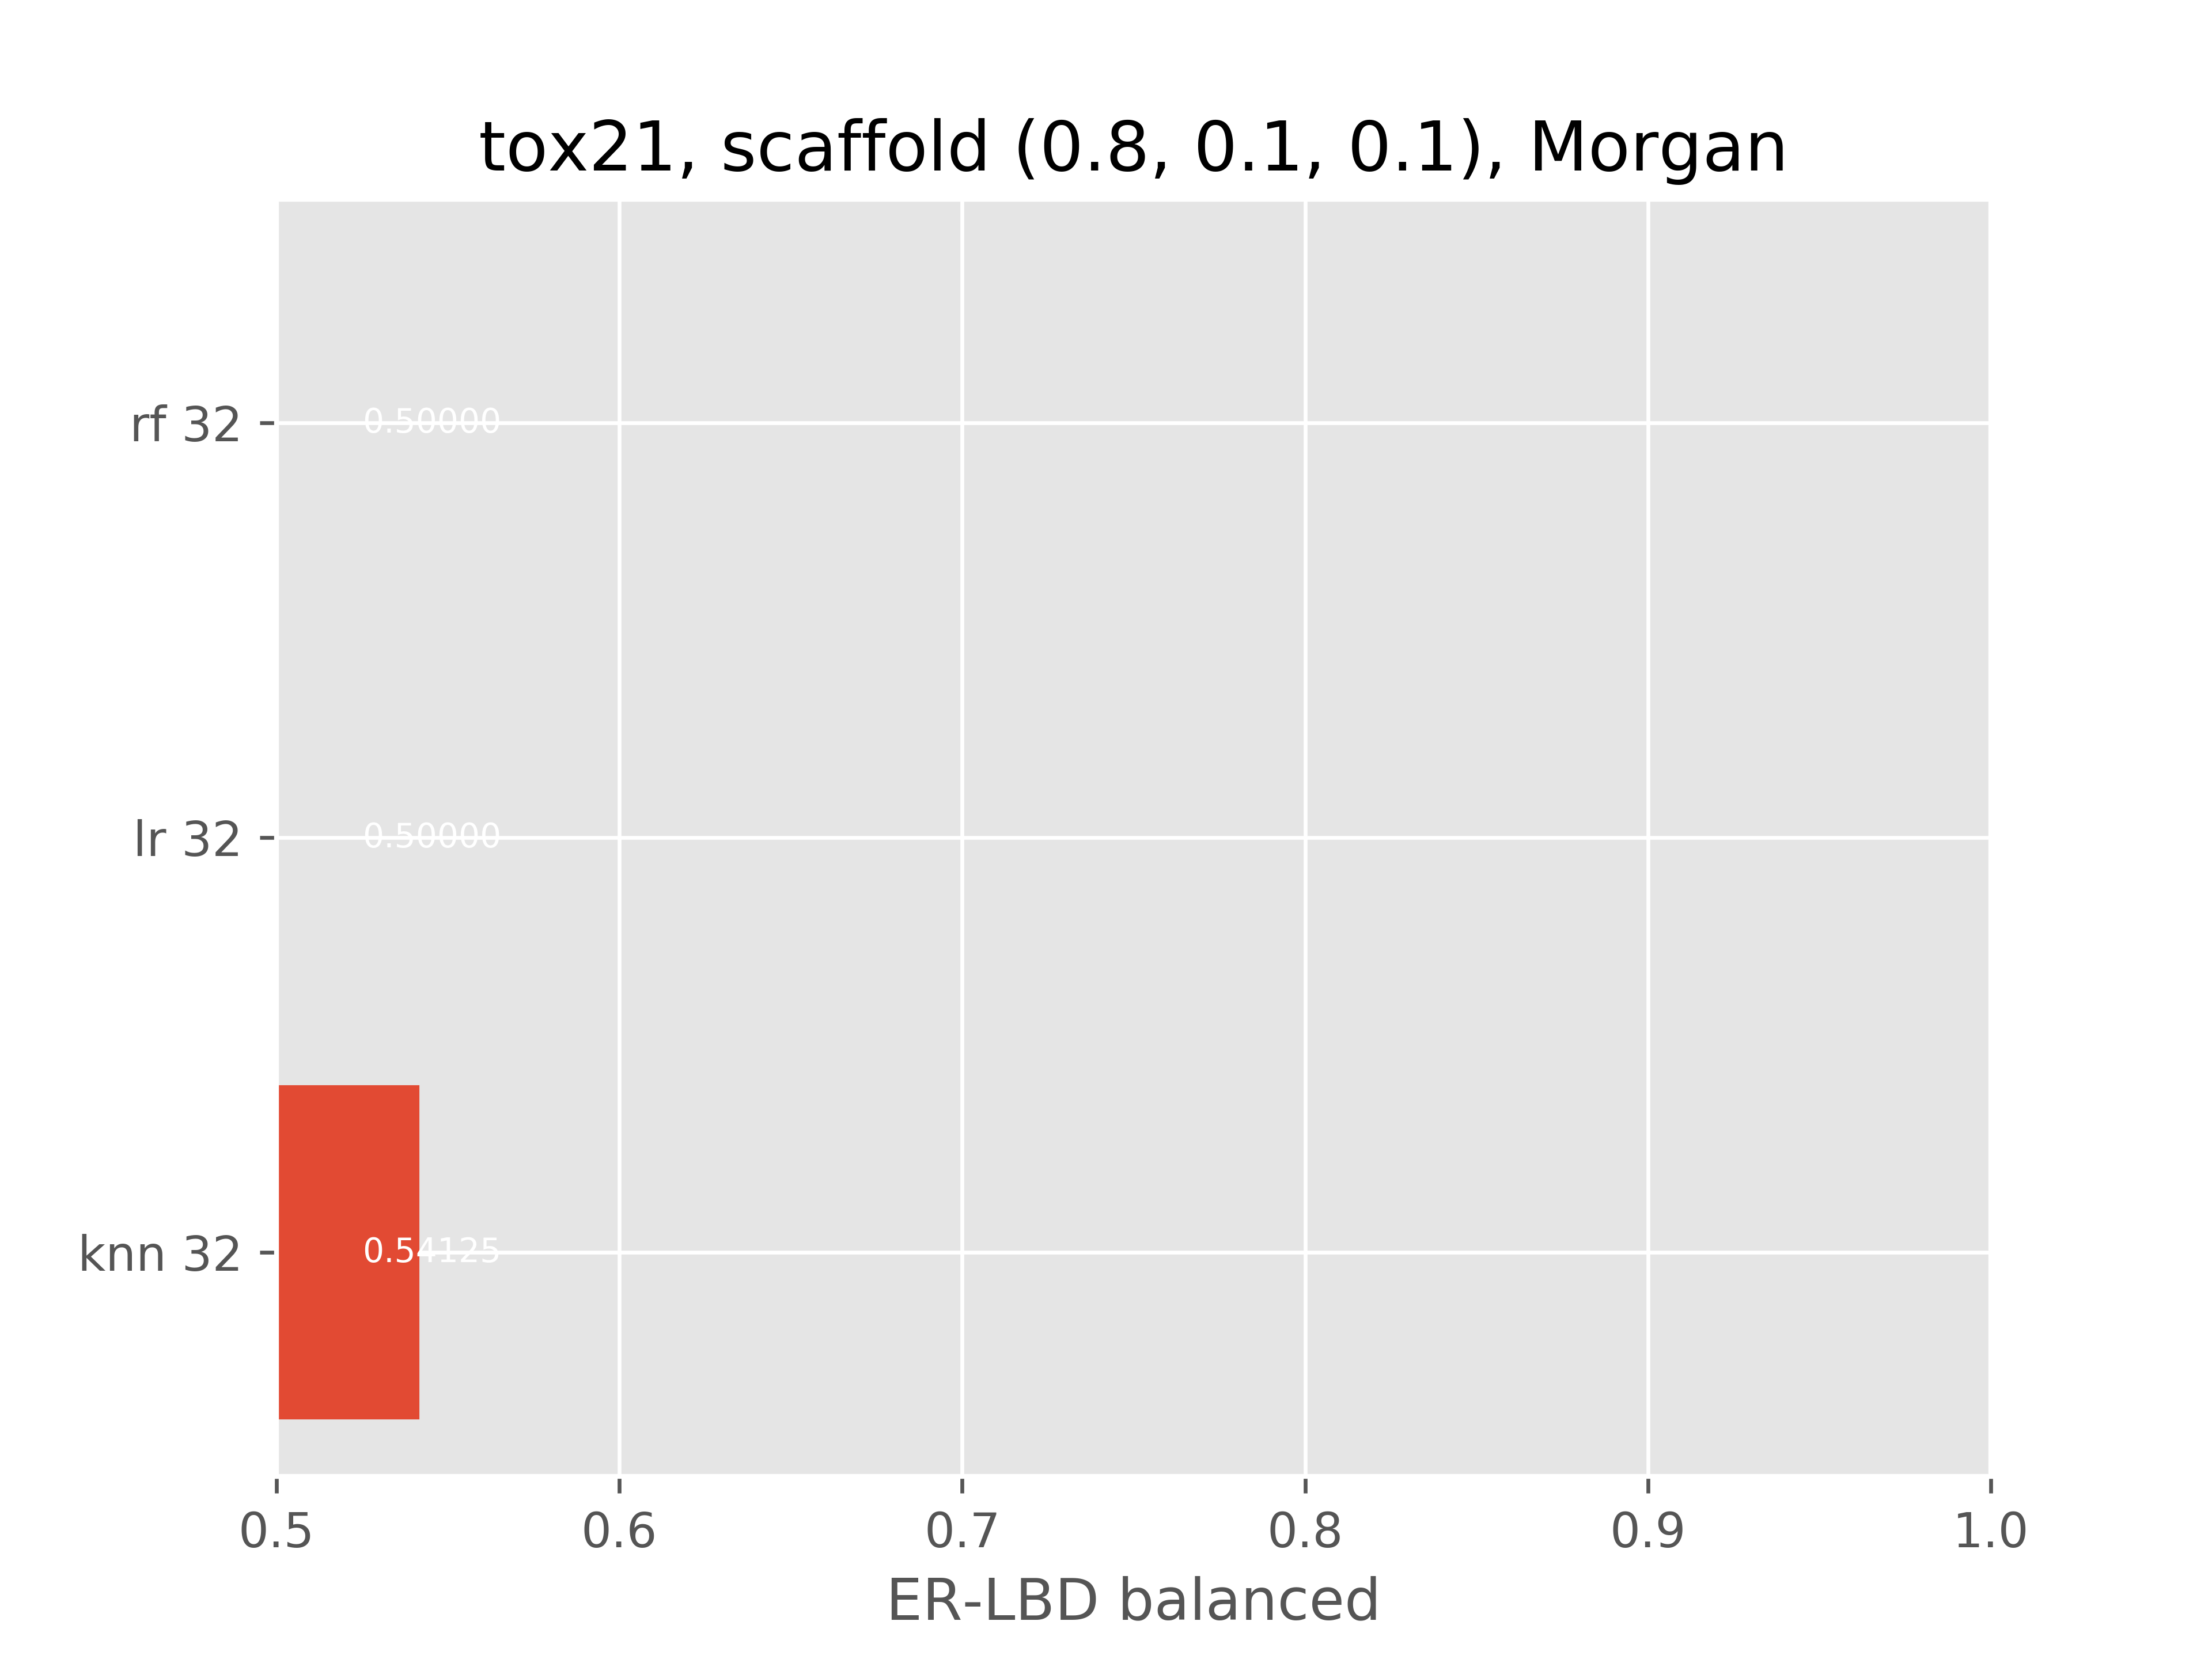 tox21, scaffold (0.8, 0.1, 0.1), Morgan
rf 32
0.50000
lr 32
0.50000
knn 32
0.54125
0.5 0.6 0.7 0.8 0.9 1.0
ER-LBD balanced